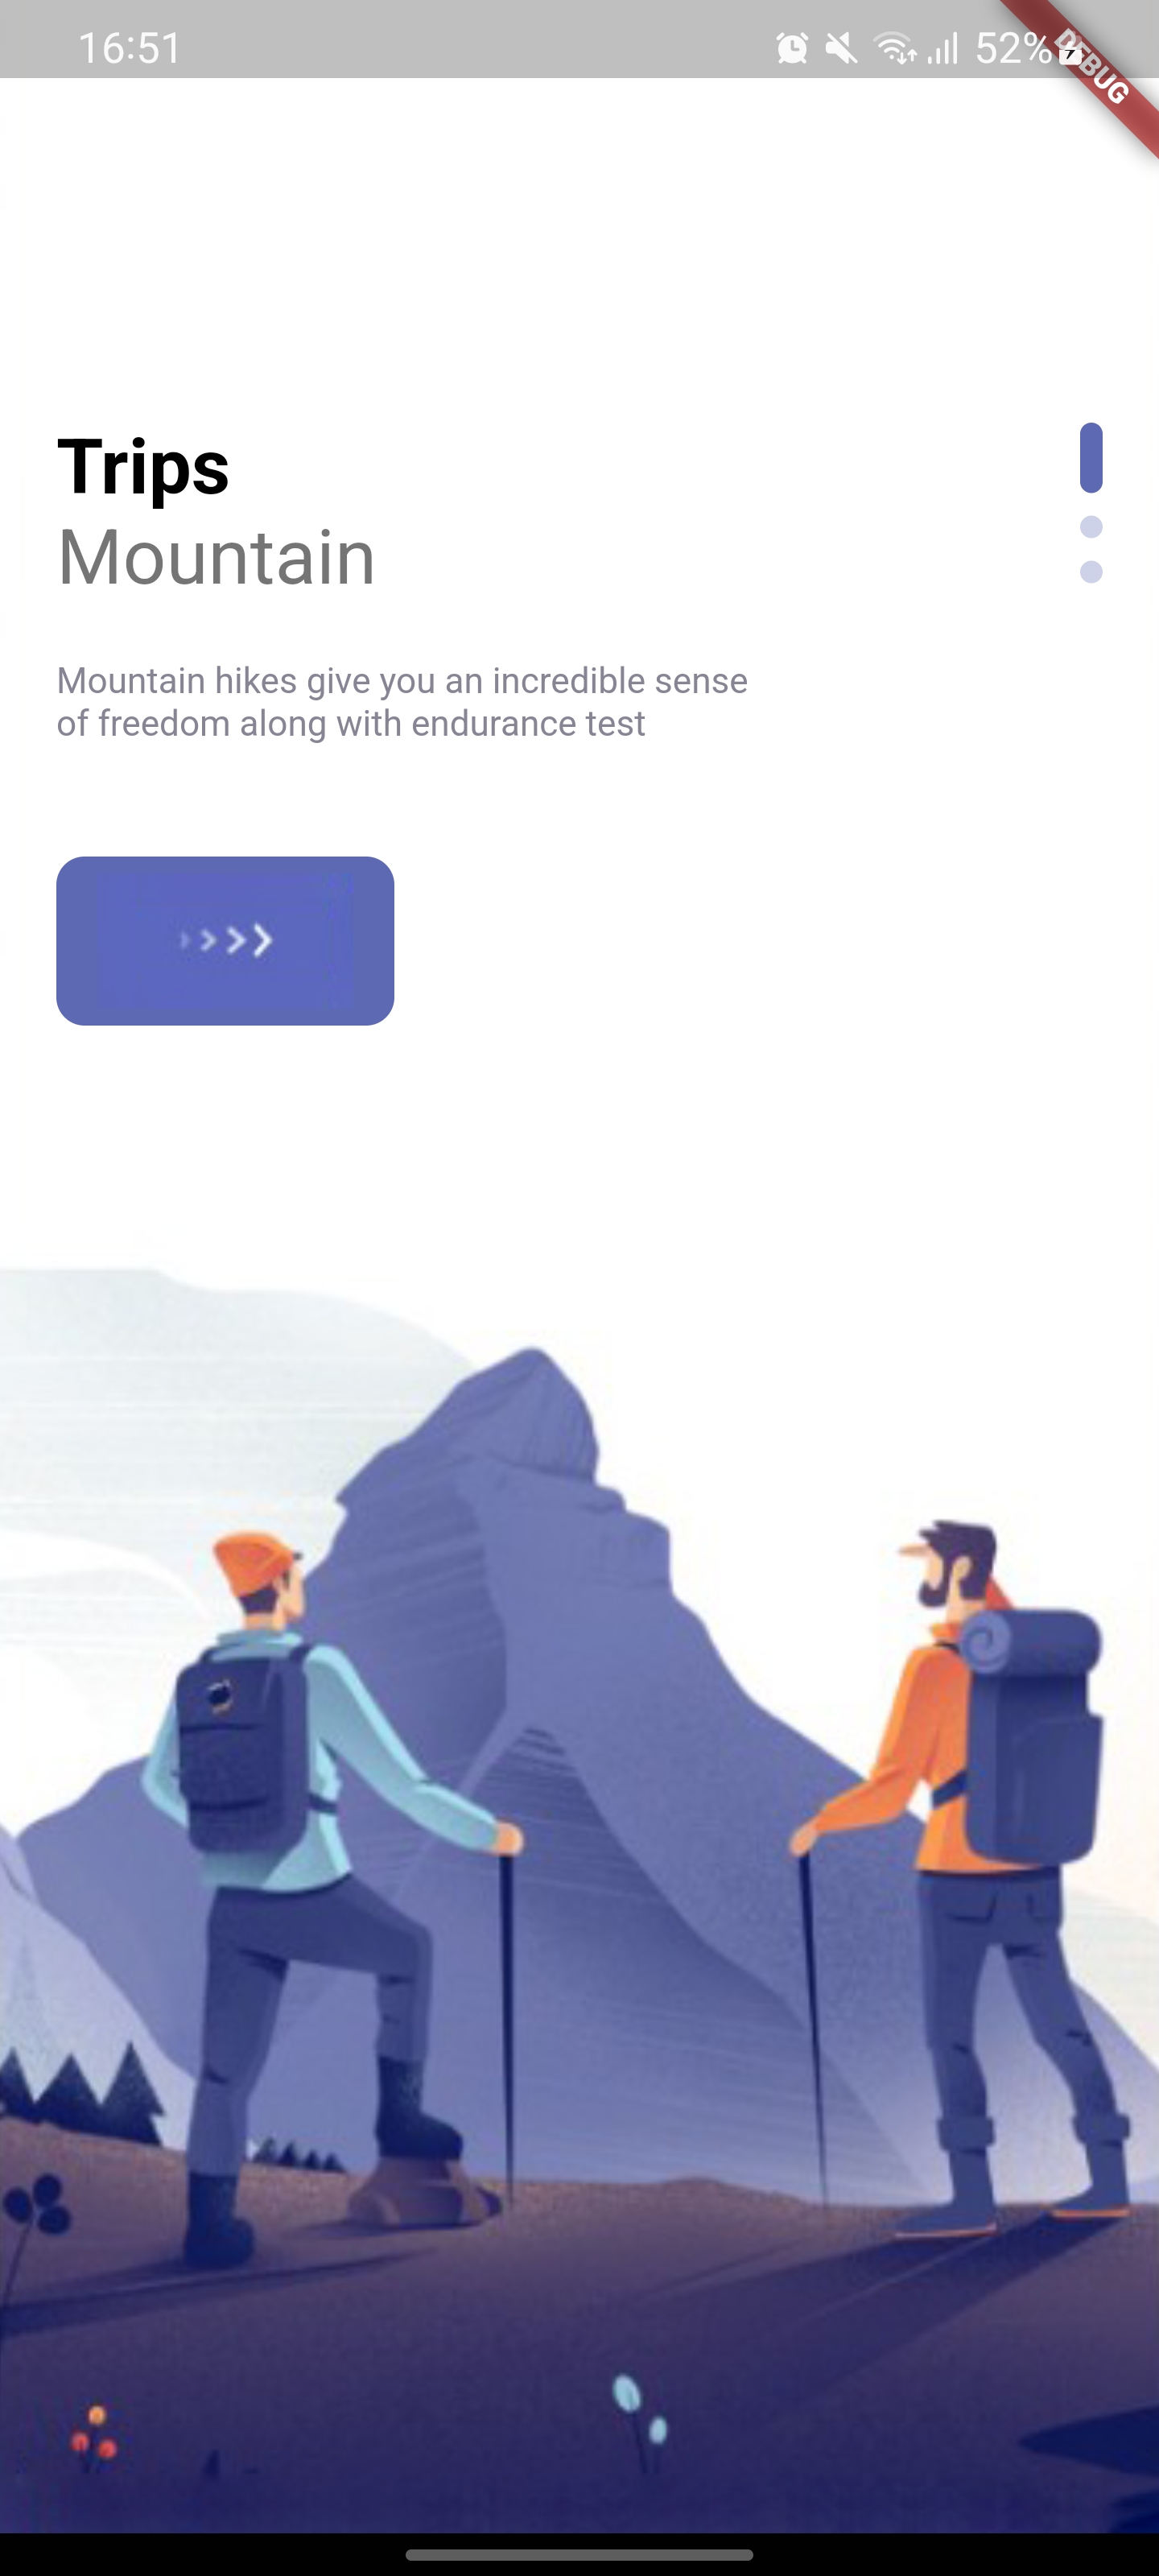 16:51
52%
DEBUG
Trips
Mountain
Mountain hikes give you an incredible sense
of freedom along with endurance test